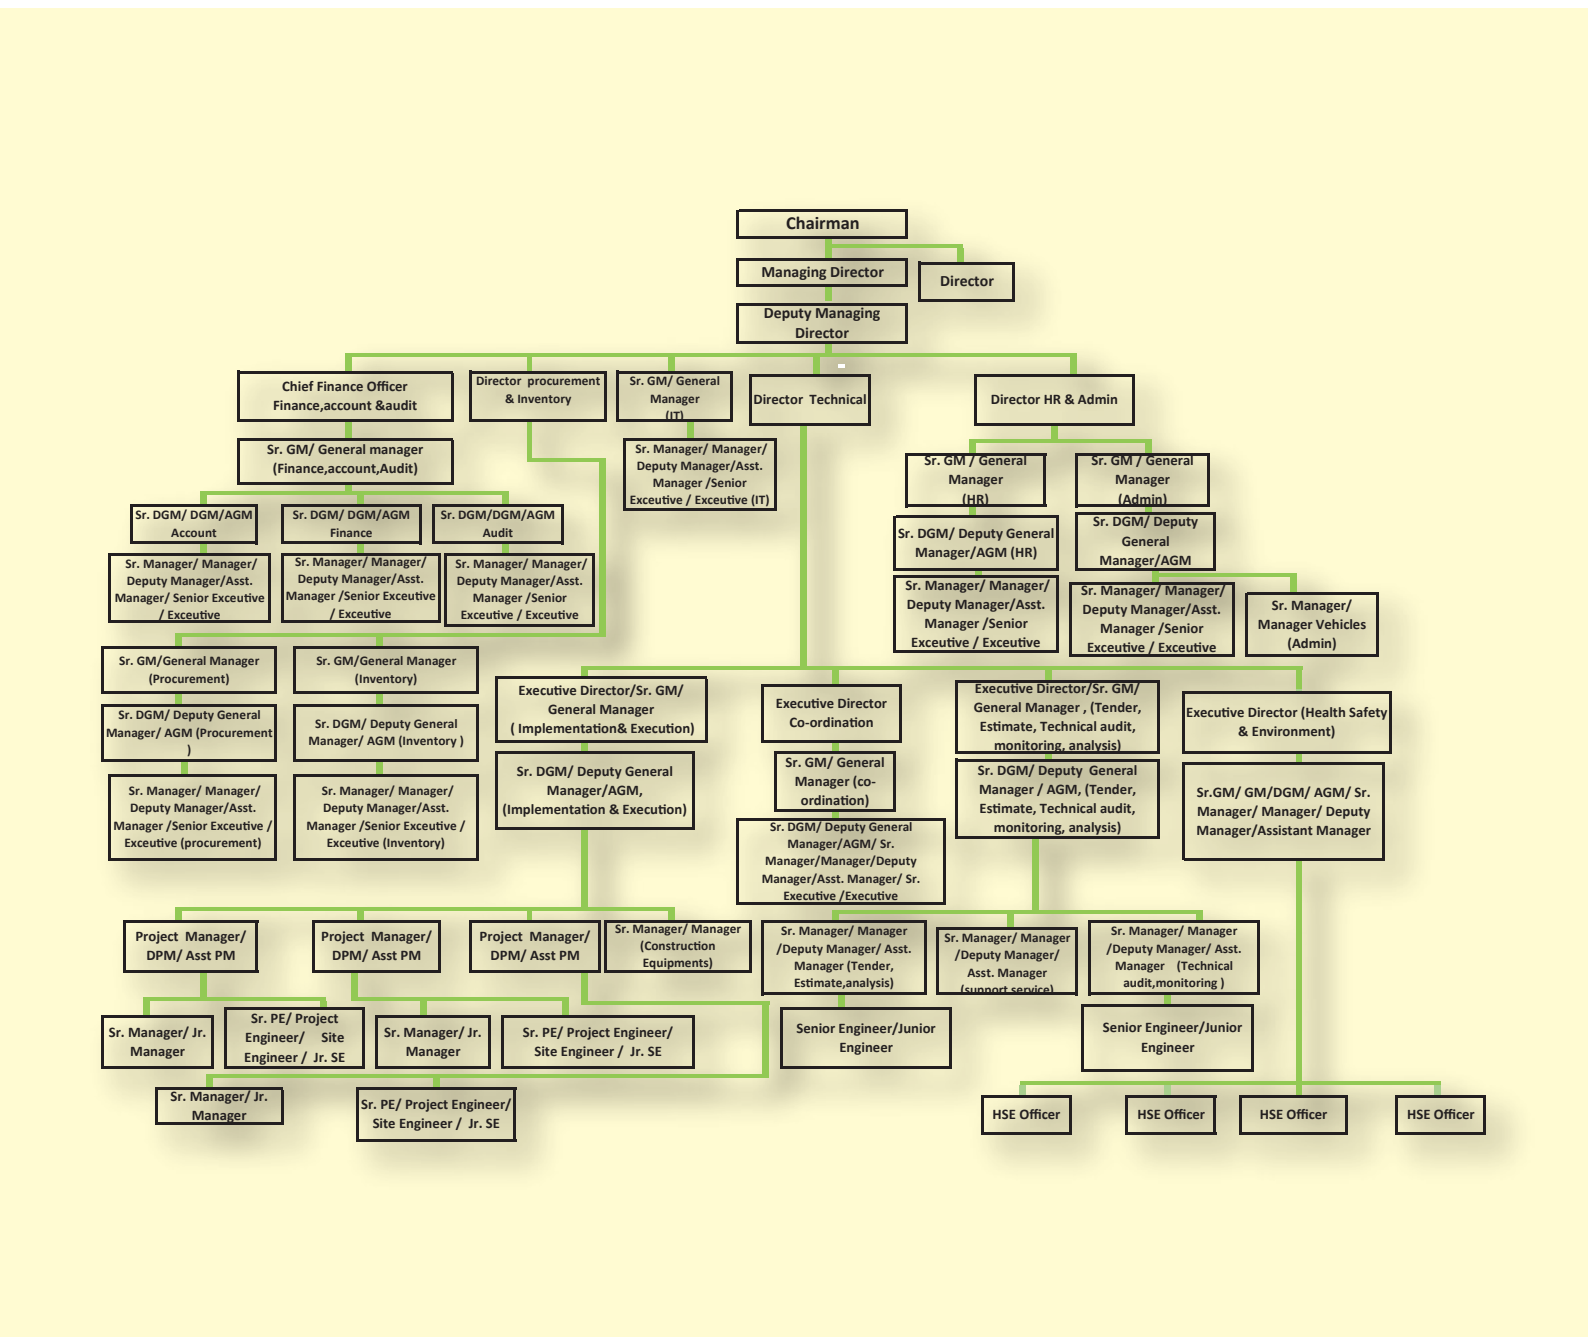 Chairman
Managing Director
Director
Deputy Managing
Director
Chief Finance Officer
Finance,account &audit
Director procurement
& Inventory
Sr. GM/ General
Manager
(IT)
Director Technical
Director HR & Admin
Sr. GM/ General manager
(Finance,account,Audit)
Sr. Manager/ Manager/
Deputy Manager/Asst.
Manager /Senior
Exceutive / Exceutive (IT)
Sr. GM / General
Manager
(HR)
Sr. GM / General
Manager
(Admin)
Sr. DGM/ DGM/AGM
Account
Sr. DGM/ DGM/AGM
Finance
Sr. DGM/DGM/AGM
Audit
Sr. DGM/ Deputy General
Manager/AGM (HR)
Sr. DGM/ Deputy
General
Manager/AGM
Sr. Manager/ Manager/
Deputy Manager/Asst.
Manager/ Senior Exceutive
/ Exceutive
Sr. Manager/ Manager/
Deputy Manager/Asst.
Manager /Senior Exceutive
/ Exceutive
Sr. Manager/ Manager/
Deputy Manager/Asst.
Manager /Senior
Exceutive / Exceutive
Sr. Manager/ Manager/
Deputy Manager/Asst.
Manager /Senior
Exceutive / Exceutive
Sr. Manager/ Manager/
Deputy Manager/Asst.
Manager /Senior
Exceutive / Exceutive
Sr. Manager/
Manager Vehicles
(Admin)
Sr. GM/General Manager
(Procurement)
Sr. GM/General Manager
(Inventory)
Executive Director/Sr. GM/
General Manager
( Implementation& Execution)
Executive Director
Co-ordination
Executive Director/Sr. GM/
General Manager , (Tender,
Estimate, Technical audit,
monitoring, analysis)
Executive Director (Health Safety
& Environment)
Sr. DGM/ Deputy General
Manager/ AGM (Procurement
)
Sr. DGM/ Deputy General
Manager/ AGM (Inventory )
Sr. DGM/ Deputy General
Manager/AGM,
(Implementation & Execution)
Sr. GM/ General
Manager (co-
ordination)
Sr. DGM/ Deputy General
Manager / AGM, (Tender,
Estimate, Technical audit,
monitoring, analysis)
Sr.GM/ GM/DGM/ AGM/ Sr.
Manager/ Manager/ Deputy
Manager/Assistant Manager
Sr. Manager/ Manager/
Deputy Manager/Asst.
Manager /Senior Exceutive /
Exceutive (procurement)
Sr. Manager/ Manager/
Deputy Manager/Asst.
Manager /Senior Exceutive /
Exceutive (Inventory)
Sr. DGM/ Deputy General
Manager/AGM/ Sr.
Manager/Manager/Deputy
Manager/Asst. Manager/ Sr.
Executive /Executive
Project Manager/
DPM/ Asst PM
Project Manager/
DPM/ Asst PM
Project Manager/
DPM/ Asst PM
Sr. Manager/ Manager
(Construction
Equipments)
Sr. Manager/ Manager
/Deputy Manager/ Asst.
Manager (Tender,
Estimate,analysis)
Sr. Manager/ Manager
/Deputy Manager/
Asst. Manager
(support service)
Sr. Manager/ Manager
/Deputy Manager/ Asst.
Manager (Technical
audit,monitoring )
Sr. Manager/ Jr.
Manager
Sr. PE/ Project
Engineer/ Site
Engineer / Jr. SE
Sr. Manager/ Jr.
Manager
Sr. PE/ Project Engineer/
Site Engineer / Jr. SE
Senior Engineer/Junior
Engineer
Senior Engineer/Junior
Engineer
Sr. Manager/ Jr.
Manager
Sr. PE/ Project Engineer/
Site Engineer / Jr. SE
HSE Officer
HSE Officer
HSE Officer
HSE Officer